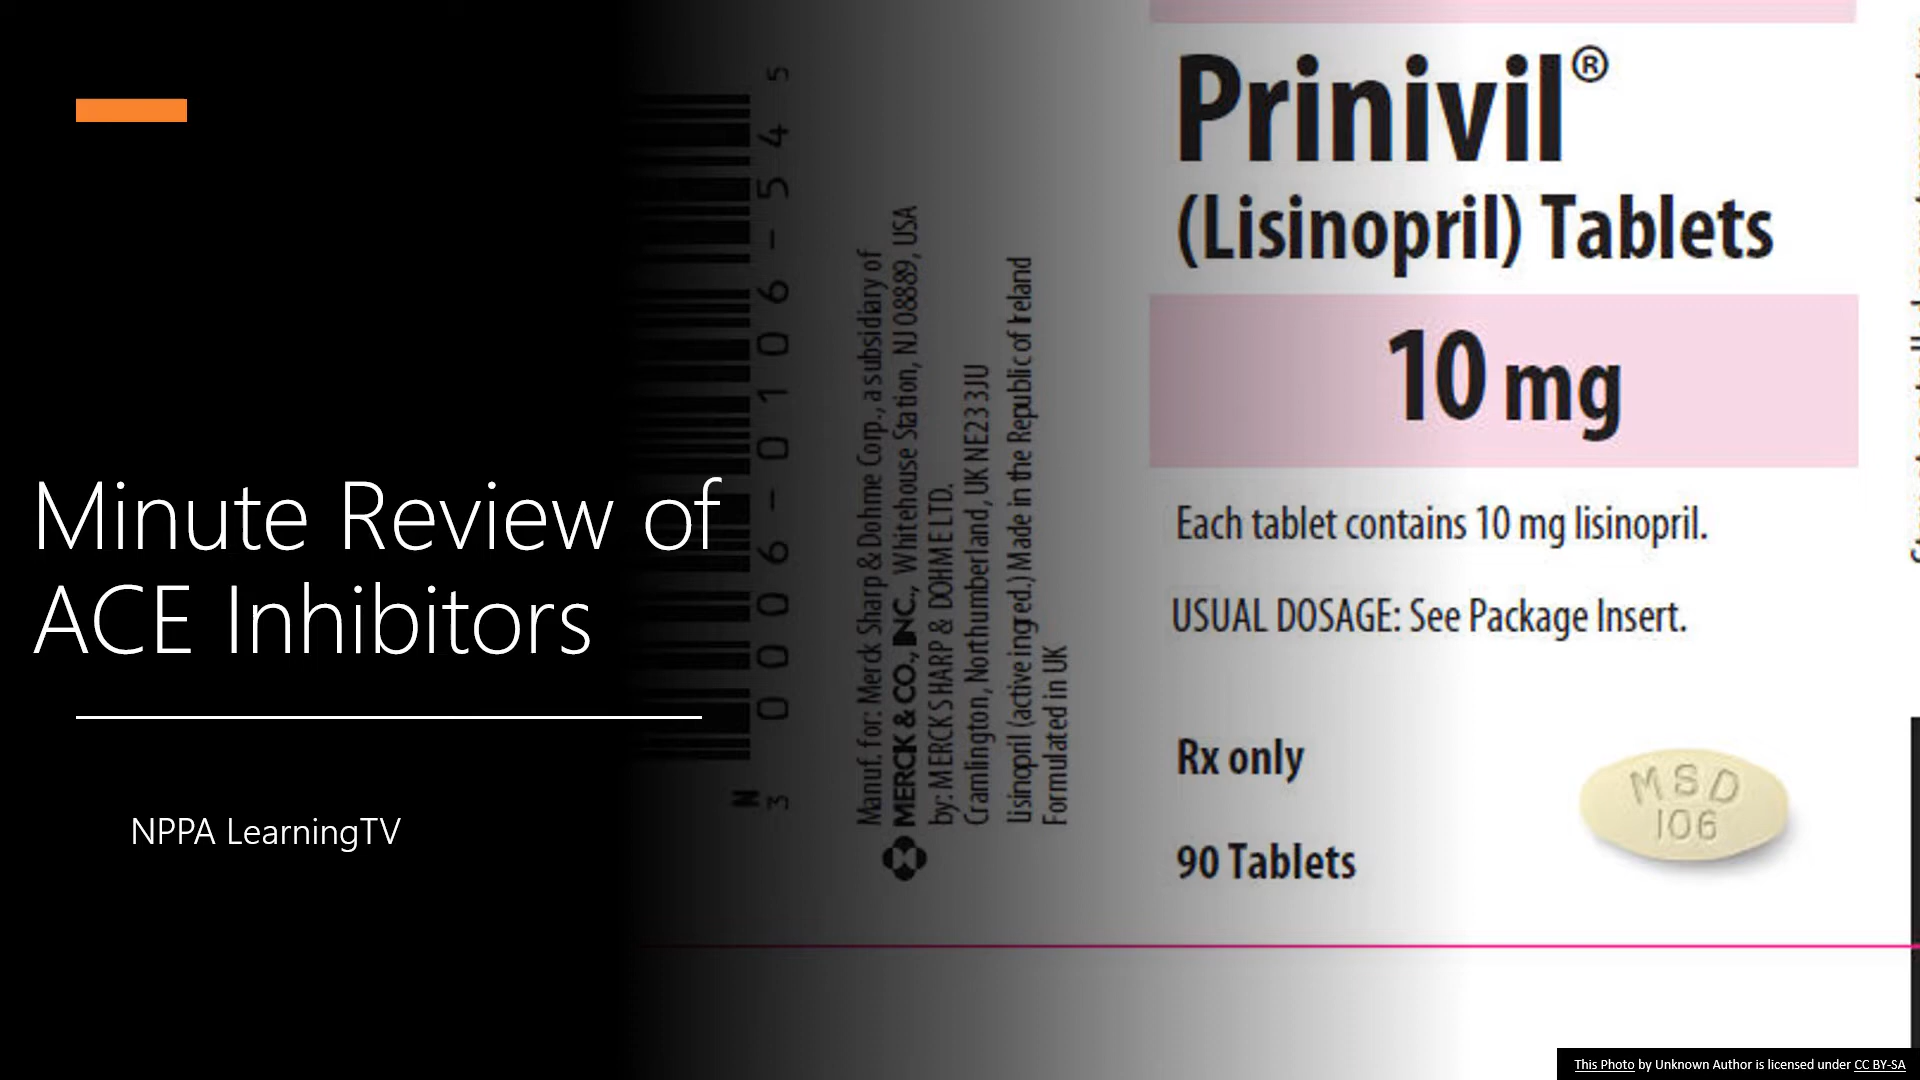 Minute Review of
ACE Inhibitors
NPPA LearningTV
N
3 0006-0106-54 5
Manuf. for: Merck Sharp & Dohme Corp., a subsidiary of
MERCK & CO., INC., Whitehouse Station, NJ 08889, USA
by: MERCK SHARP & DOHME LTD.
Cramlington, Northumberland, UK NE23 3JU
Lisinopril (active ingred.) Made in the Republic of Ireland
Formulated in UK
Prinivil®
(Lisinopril) Tablets
10 mg
Each tablet contains 10 mg lisinopril.
USUAL DOSAGE: See Package Insert.
Rx only
90 Tablets
MSD
106
This Photo by Unknown Author is licensed under CC BY-SA